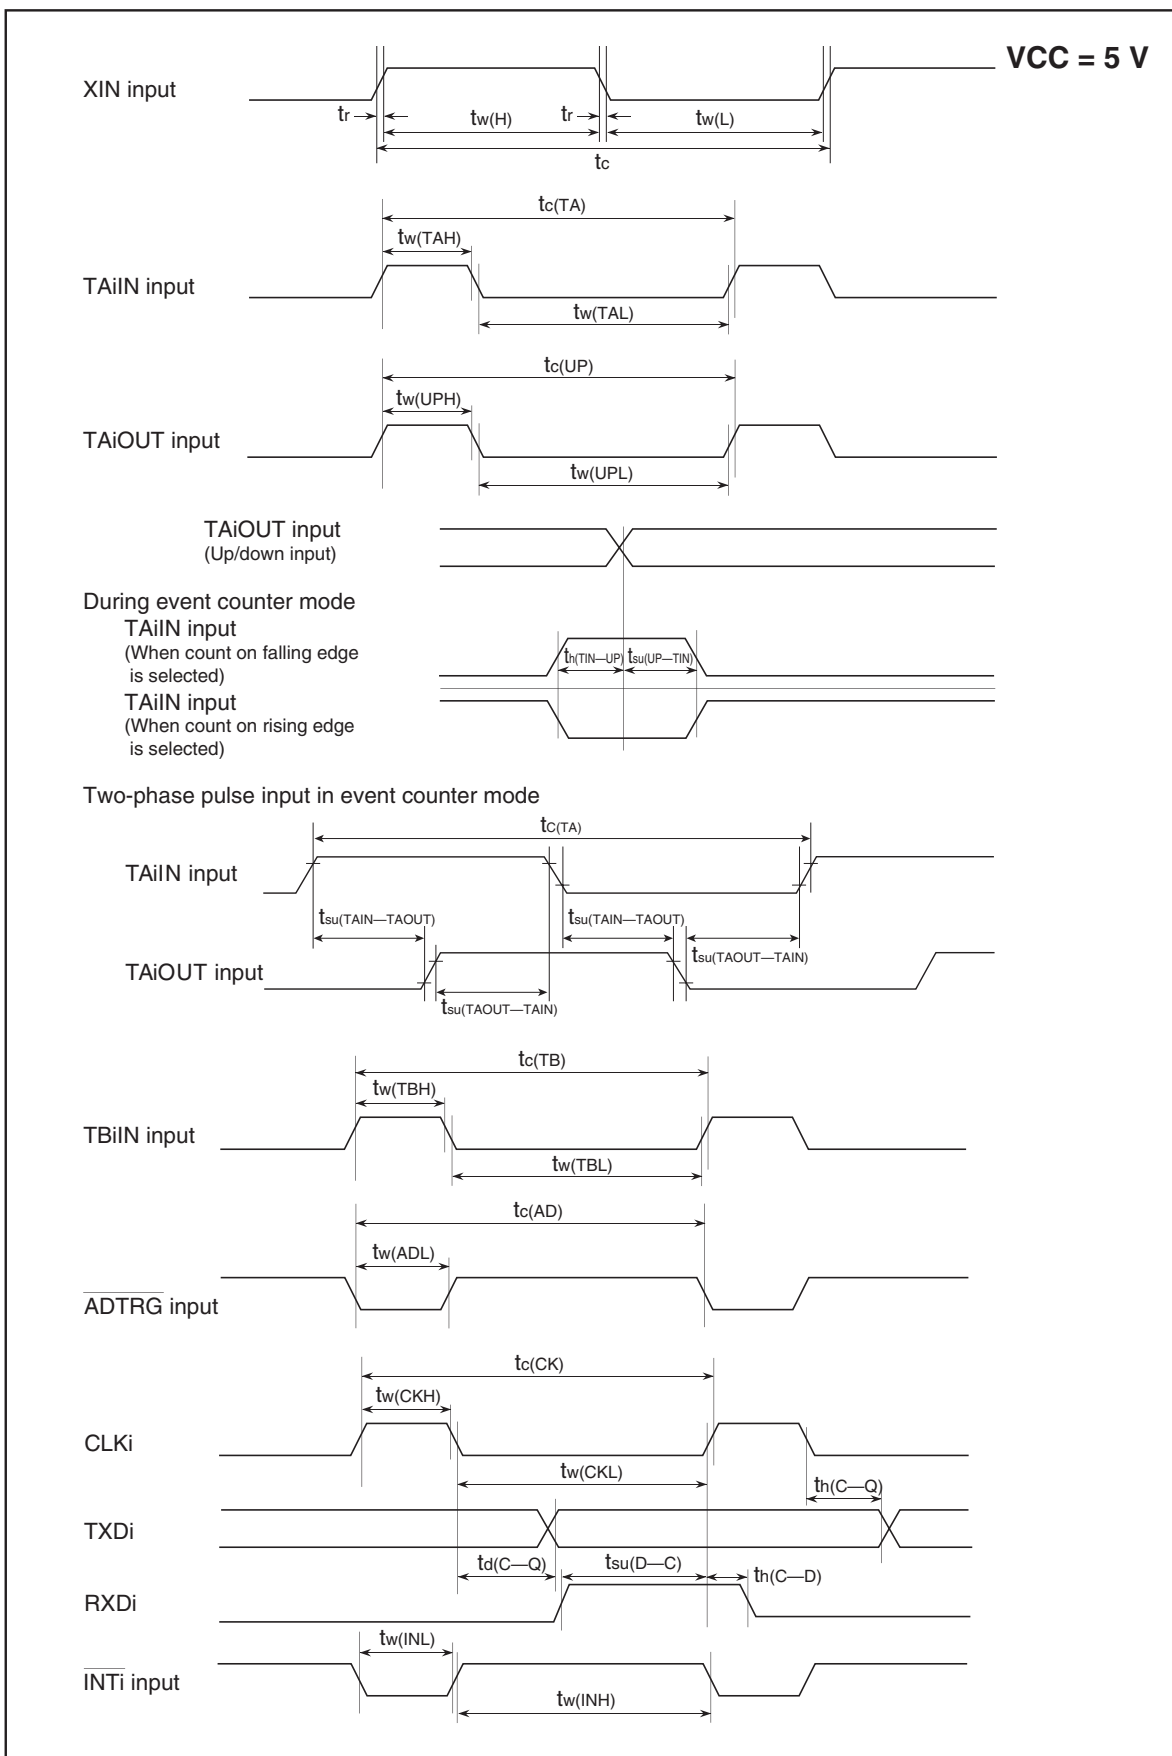 VCC = 5 V
XIN input
tr
tw(H)
tr
tw(L)
tc
tc(TA)
tw(TAH)
TAiIN input
tw(TAL)
tc(UP)
tw(UPH)
TAiOUT input
tw(UPL)
TAiOUT input
(Up/down input)
During event counter mode
TAiIN input
(When count on falling edge
is selected)
th(TIN—UP)
tsu(UP—TIN)
TAiIN input
(When count on rising edge
is selected)
Two-phase pulse input in event counter mode
tC(TA)
TAiIN input
tsu(TAIN—TAOUT)
tsu(TAIN—TAOUT)
tsu(TAOUT—TAIN)
TAiOUT input
tsu(TAOUT—TAIN)
tc(TB)
tw(TBH)
TBiIN input
tw(TBL)
tc(AD)
tw(ADL)
ADTRG input
tc(CK)
tw(CKH)
CLKi
tw(CKL)
th(C—Q)
TXDi
td(C—Q)
tsu(D—C)
th(C—D)
RXDi
tw(INL)
INTi input
tw(INH)